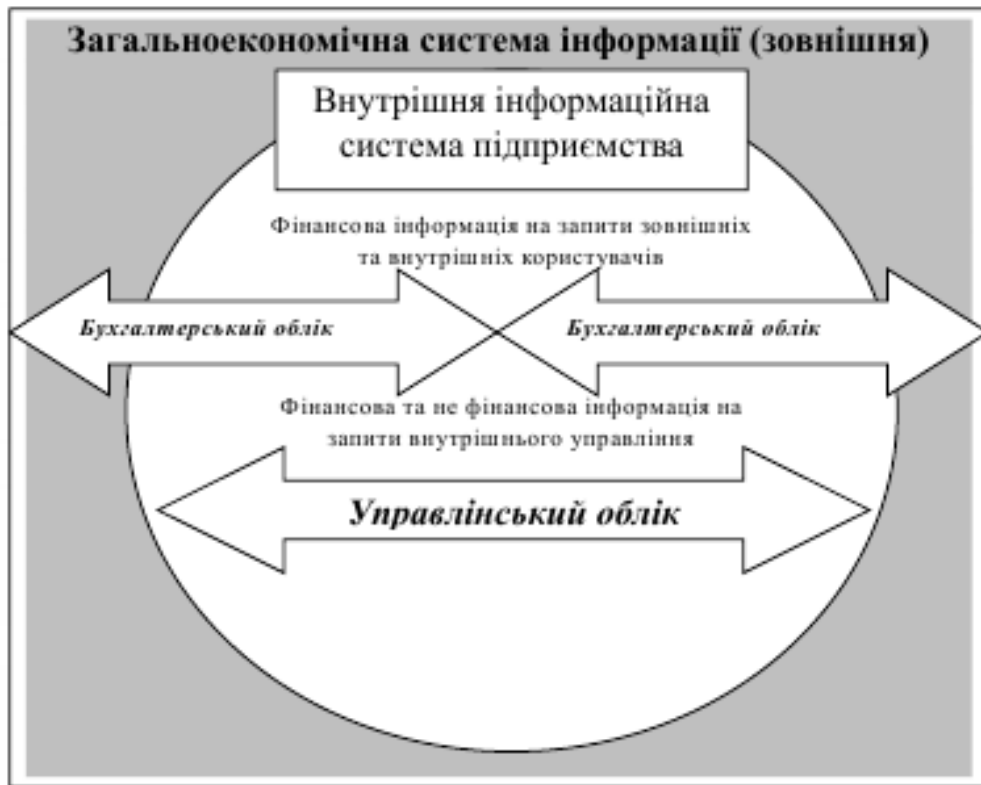 Загальноекономічна система інформації (зовнішня)
Внутрішня інформаційна
система підприємства
Фінансова інформація на запити зовнішніх
та внутрішніх користувачів
Бухгалтерський облік
Бухгалтерський облік
Фінансова та не фінансова інформація на
запити внутрішнього управління
Управлінський облік